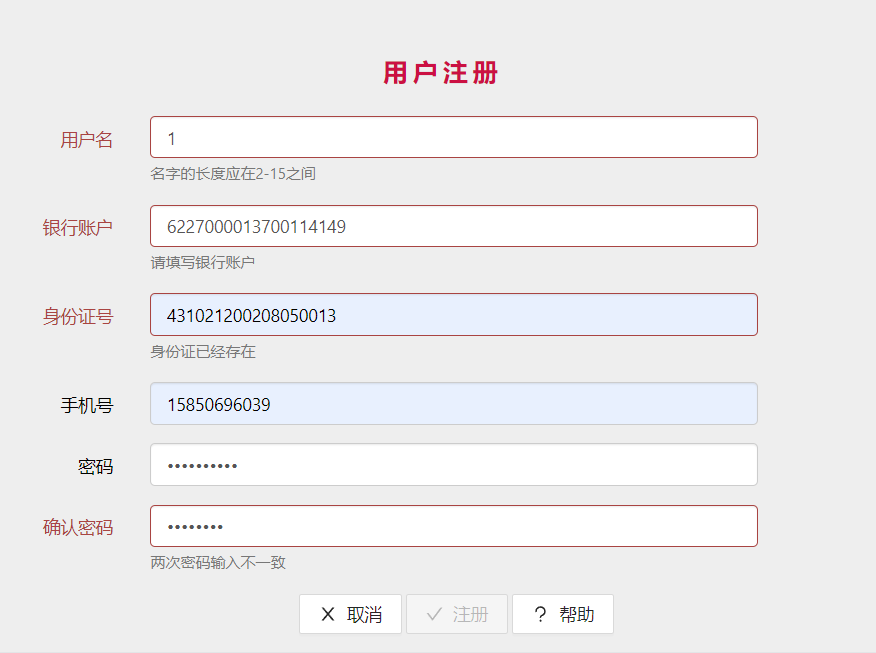 用户注册
用户名
1
名字的长度应在2-15之间
银行账户
6227000013700114149
请填写银行账户
身份证号
431021200208050013
身份证已经存在
手机号
15850696039
密码
••••••••••
确认密码
••••••••
两次密码输入不一致
取消 注册 ? 帮助